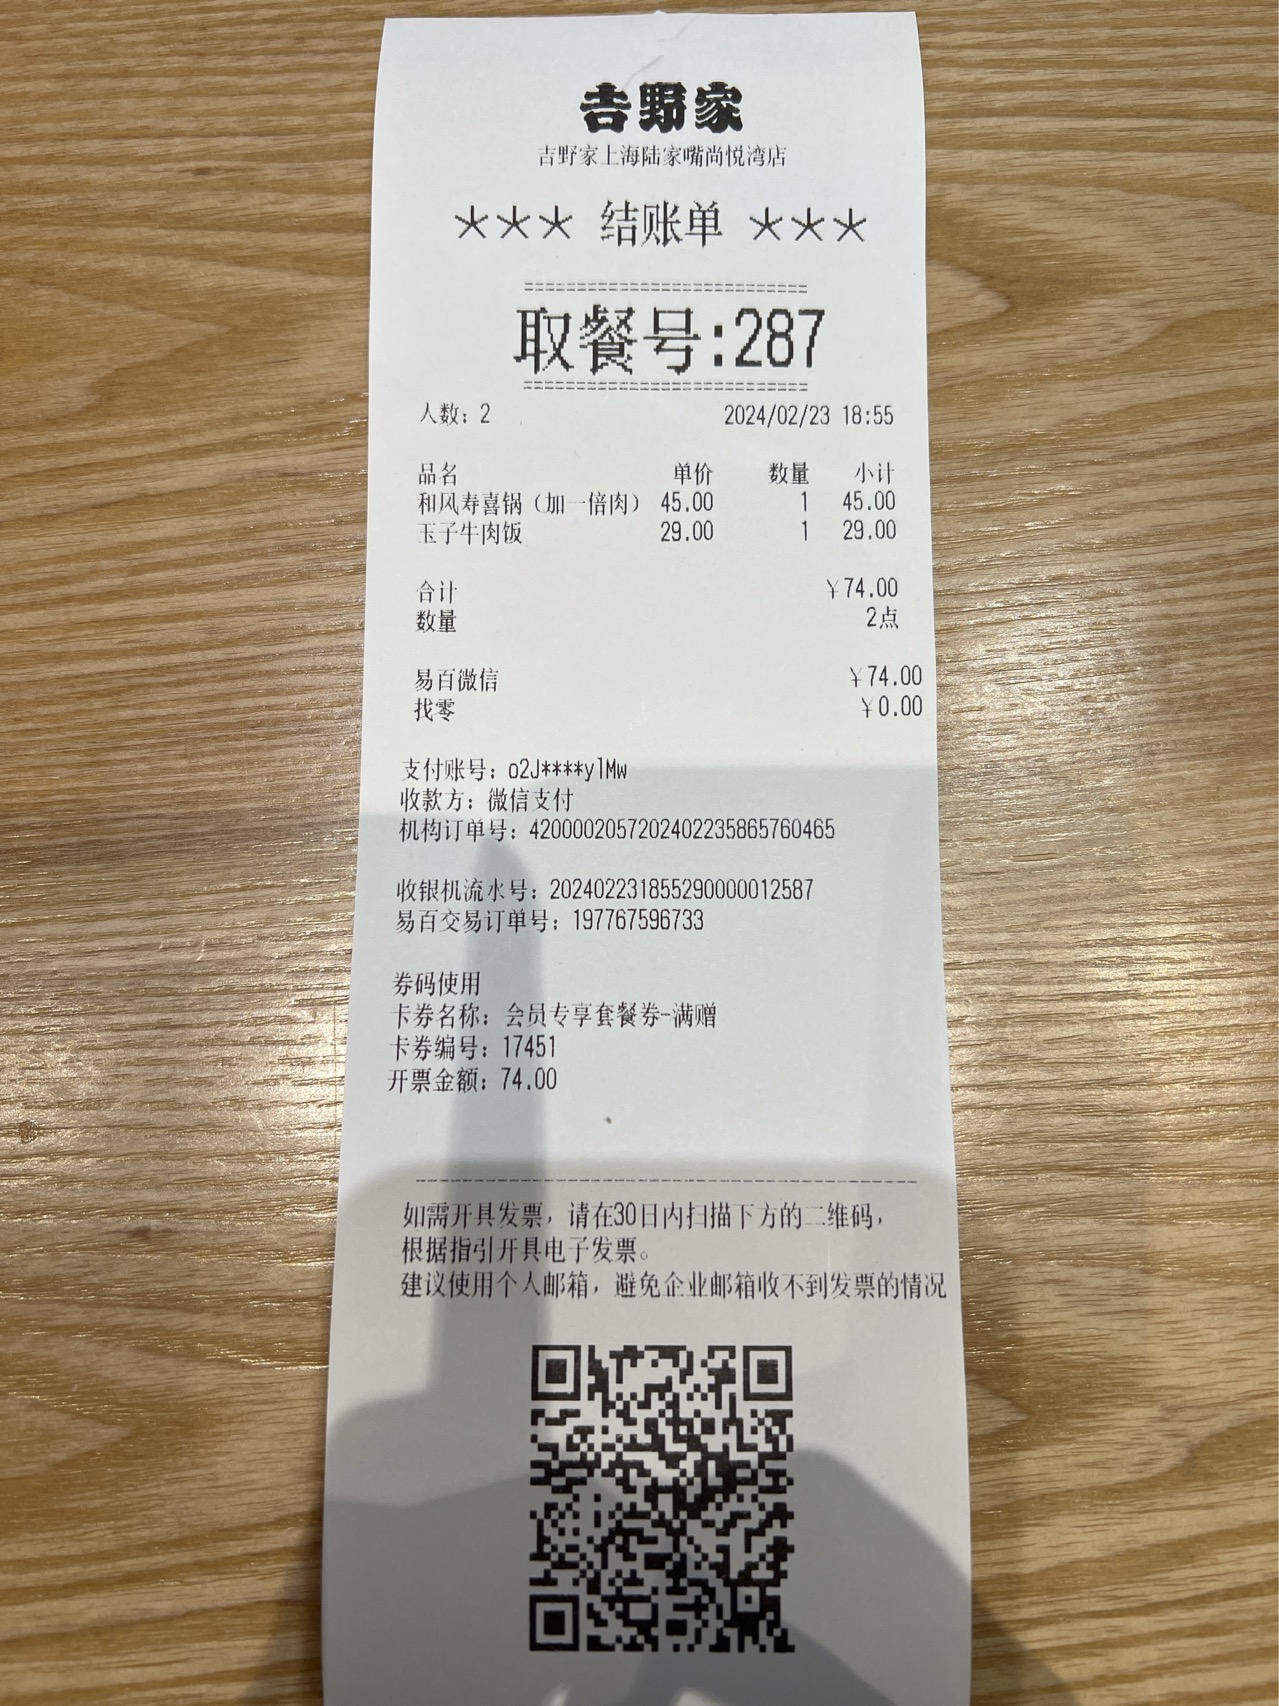 吉野家
吉野家上海陆家嘴尚悦湾店
*** 结账单 ***
============================
取餐号:287
============================
人数: 2 2024/02/23 18:55
品名 单价 数量 小计
和风寿喜锅（加一倍肉） 45.00 1 45.00
玉子牛肉饭 29.00 1 29.00
合计 ¥74.00
数量 2点
易百微信 ¥74.00
找零 ¥0.00
支付账号: o2J****ylMw
收款方: 微信支付
机构订单号: 4200002057202402235865760465
收银机流水号: 202402231855290000012587
易百交易订单号: 197767596733
券码使用
卡券名称: 会员专享套餐券-满赠
卡券编号: 17451
开票金额: 74.00
--------------------------------------------------
如需开具发票，请在30日内扫描下方的二维码，
根据指引开具电子发票。
建议使用个人邮箱，避免企业邮箱收不到发票的情况